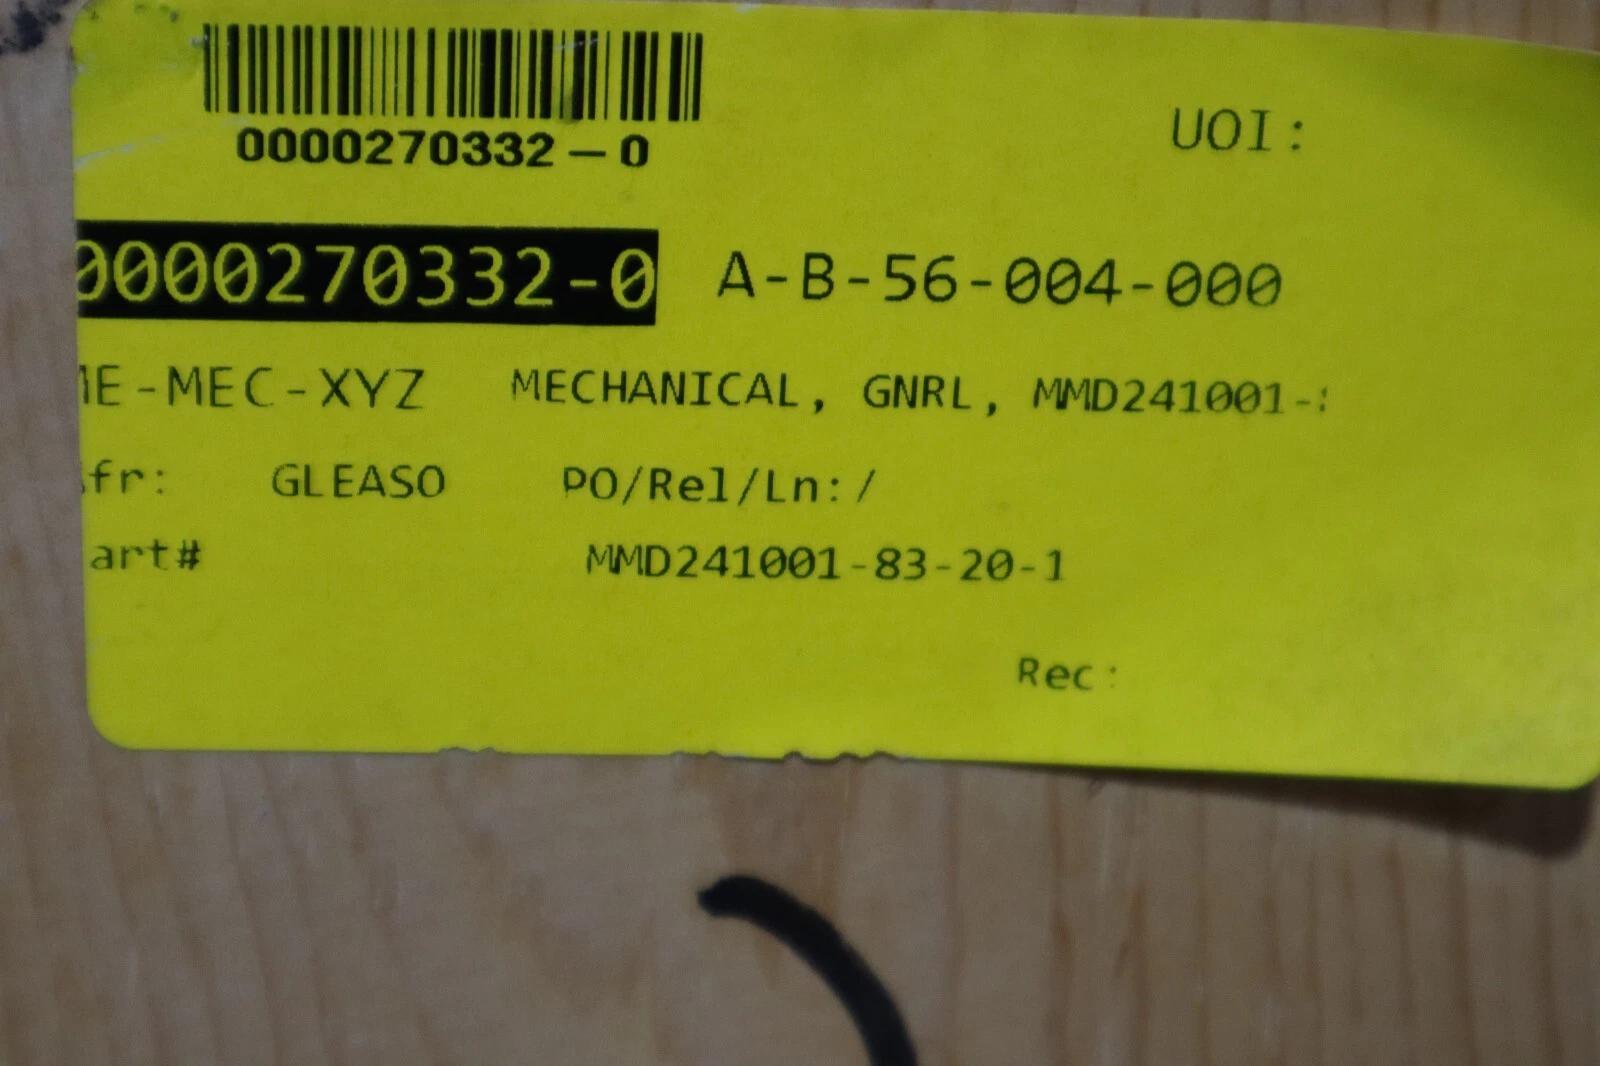 0000270332-0
UOI:
0000270332-0 A-B-56-004-000
ME-MEC-XYZ MECHANICAL, GNRL, MMD241001-
fr: GLEASO PO/Rel/Ln: /
art# MMD241001-83-20-1
Rec: